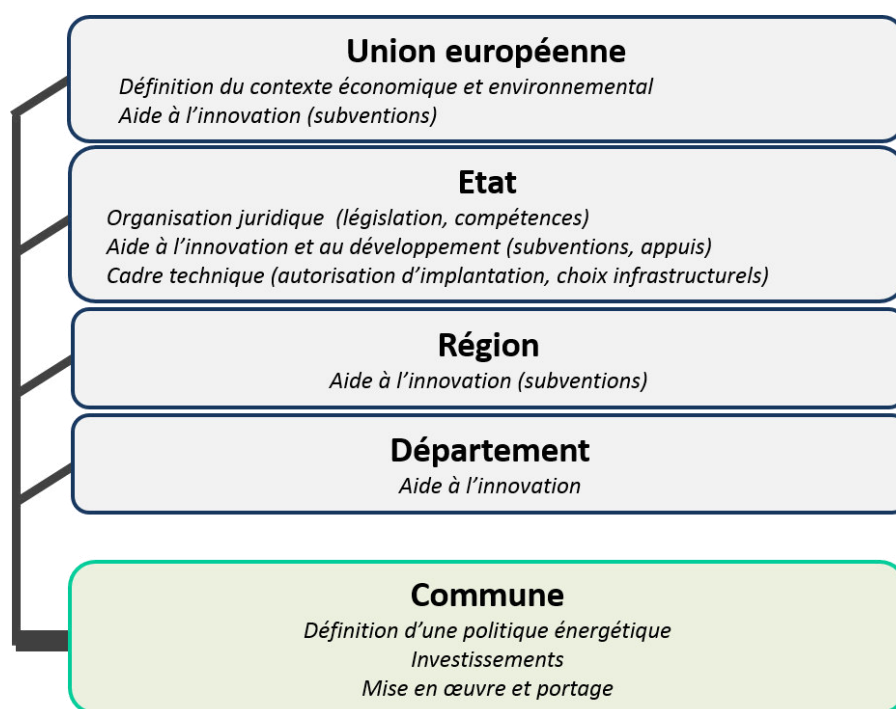 Union européenne
Définition du contexte économique et environnemental
Aide à l’innovation (subventions)
Etat
Organisation juridique (législation, compétences)
Aide à l’innovation et au développement (subventions, appuis)
Cadre technique (autorisation d’implantation, choix infrastructurels)
Région
Aide à l’innovation (subventions)
Département
Aide à l’innovation
Commune
Définition d’une politique énergétique
Investissements
Mise en œuvre et portage